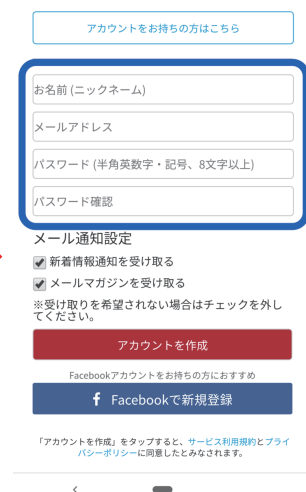 アカウントをお持ちの方はこちら
お名前 (ニックネーム)
メールアドレス
パスワード (半角英数字・記号、8文字以上)
パスワード確認
メール通知設定
新着情報通知を受け取る
メールマガジンを受け取る
※受け取りを希望されない場合はチェックを外し
てください。
アカウントを作成
Facebookアカウントをお持ちの方におすすめ
f Facebookで新規登録
「アカウントを作成」をタップすると、サービス利用規約とプライ
バシーポリシーに同意したとみなされます。